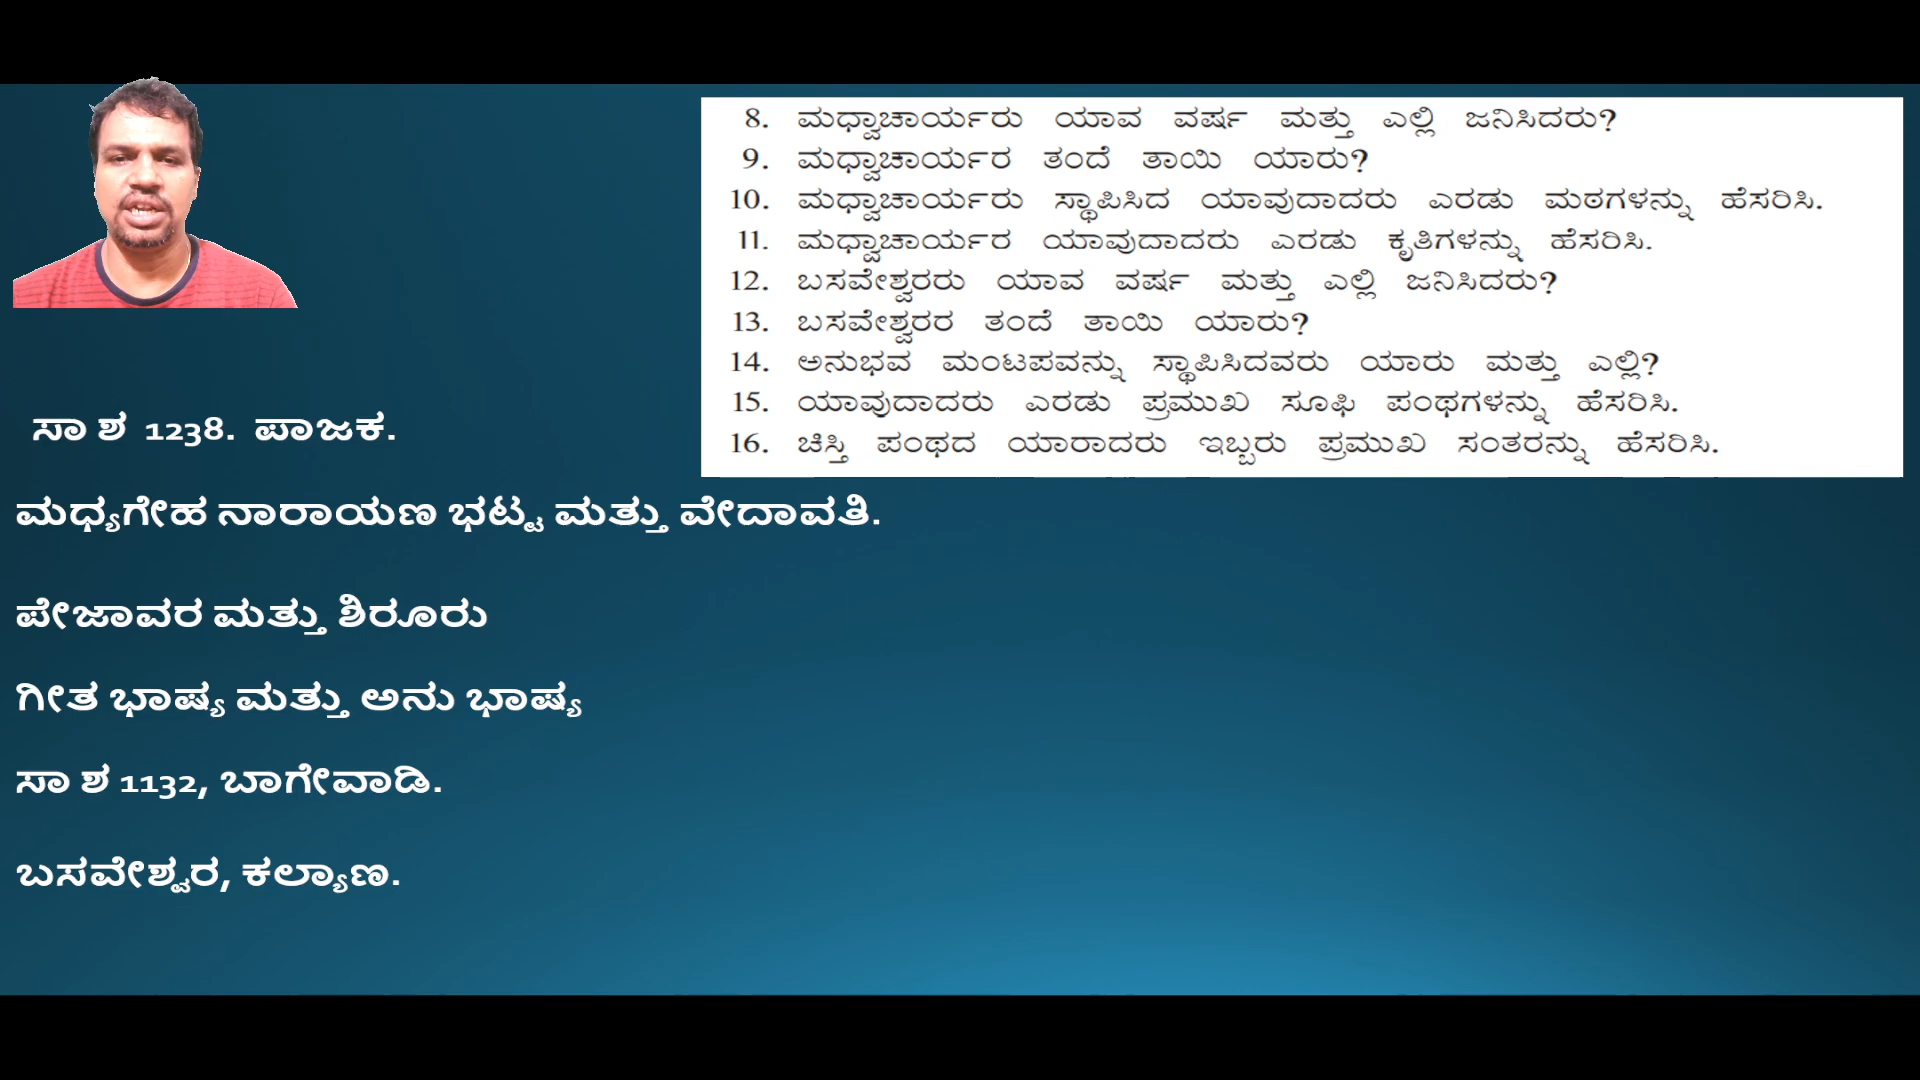 8. ಮಧ್ವಾಚಾರ್ಯರು ಯಾವ ವರ್ಷ ಮತ್ತು ಎಲ್ಲಿ ಜನಿಸಿದರು?
9. ಮಧ್ವಾಚಾರ್ಯರ ತಂದೆ ತಾಯಿ ಯಾರು?
10. ಮಧ್ವಾಚಾರ್ಯರು ಸ್ಥಾಪಿಸಿದ ಯಾವುದಾದರು ಎರಡು ಮಠಗಳನ್ನು ಹೆಸರಿಸಿ.
11. ಮಧ್ವಾಚಾರ್ಯರ ಯಾವುದಾದರು ಎರಡು ಕೃತಿಗಳನ್ನು ಹೆಸರಿಸಿ.
12. ಬಸವೇಶ್ವರರು ಯಾವ ವರ್ಷ ಮತ್ತು ಎಲ್ಲಿ ಜನಿಸಿದರು?
13. ಬಸವೇಶ್ವರರ ತಂದೆ ತಾಯಿ ಯಾರು?
14. ಅನುಭವ ಮಂಟಪವನ್ನು ಸ್ಥಾಪಿಸಿದವರು ಯಾರು ಮತ್ತು ಎಲ್ಲಿ?
15. ಯಾವುದಾದರು ಎರಡು ಪ್ರಮುಖ ಸೂಫಿ ಪಂಥಗಳನ್ನು ಹೆಸರಿಸಿ.
16. ಚಿಸ್ತಿ ಪಂಥದ ಯಾರಾದರು ಇಬ್ಬರು ಪ್ರಮುಖ ಸಂತರನ್ನು ಹೆಸರಿಸಿ.
ಸಾ ಶ 1238. ಪಾಜಕ.
ಮಧ್ಯಗೇಹ ನಾರಾಯಣ ಭಟ್ಟ ಮತ್ತು ವೇದಾವತಿ.
ಪೇಜಾವರ ಮತ್ತು ಶಿರೂರು
ಗೀತ ಭಾಷ್ಯ ಮತ್ತು ಅನು ಭಾಷ್ಯ
ಸಾ ಶ 1132, ಬಾಗೇವಾಡಿ.
ಬಸವೇಶ್ವರ, ಕಲ್ಯಾಣ.